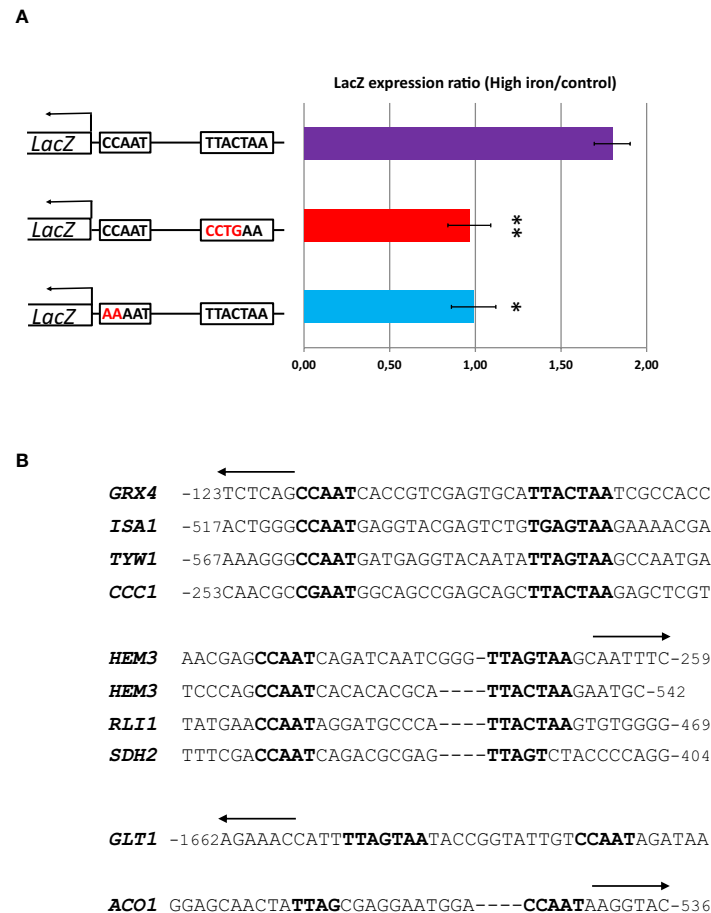 A
LacZ expression ratio (High iron/control)
LacZ CCAAT TTACTAA
LacZ CCAAT CCTGAA **
LacZ AAAAT TTACTAA *
0,00 0,50 1,00 1,50 2,00
B
GRX4 -123TCTCAGCCAATCACCGTCGAGTGCATTACTAATCGCCACC
ISA1 -517ACTGGGCCAATGAGGTACGAGTCTGTGAGTAAGAAAACGA
TYW1 -567AAAGGGCCAATGATGAGGTACAATATTAGTAAGCCAATGA
CCC1 -253CAACGCCGAATGGCAGCCGAGCAGCTTACTAAGAGCTCGT
HEM3 AACGAGCCAATCAGATCAATCGGG-TTAGTAAGCAATTTC-259
HEM3 TCCCAGCCAATCACACACGCA----TTACTAAGAATGC-542
RLI1 TATGAACCAATAGGATGCCCA----TTACTAAGTGTGGGG-469
SDH2 TTTCGACCAATCAGACGCGAG----TTAGTCTACCCCAGG-404
GLT1 -1662AGAAACCATTTTAGTAATACCGGTATTGTCCAATAGATAA
ACO1 GGAGCAACTATTAGCGAGGAATGGA----CCAATAAGGTAC-536